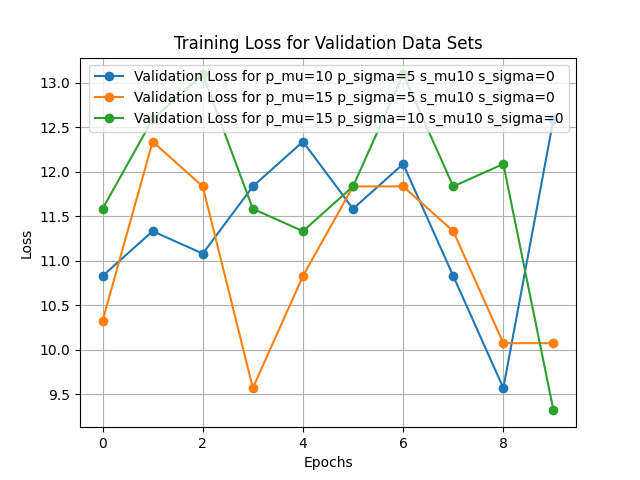 Training Loss for Validation Data Sets
Validation Loss for p_mu=10 p_sigma=5 s_mu10 s_sigma=0
Validation Loss for p_mu=15 p_sigma=5 s_mu10 s_sigma=0
Validation Loss for p_mu=15 p_sigma=10 s_mu10 s_sigma=0
13.0
12.5
12.0
11.5
11.0
10.5
10.0
9.5
Loss
0 2 4 6 8
Epochs